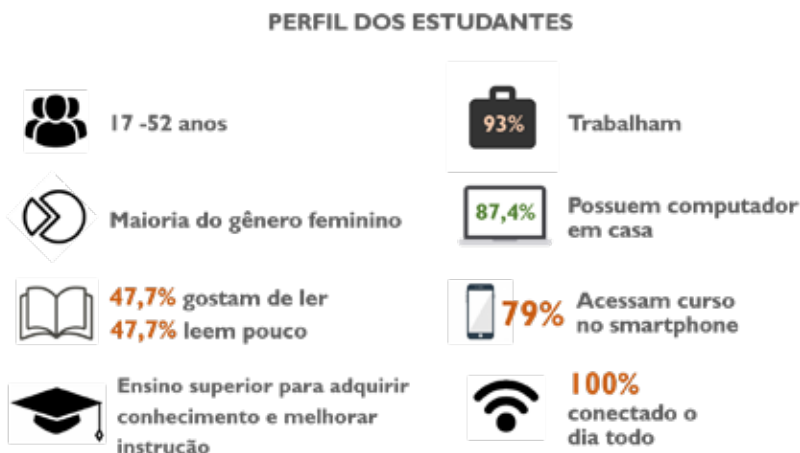 PERFIL DOS ESTUDANTES
17 -52 anos
93%
Trabalham
Maioria do gênero feminino
87,4%
Possuem computador
em casa
47,7% gostam de ler
47,7% leem pouco
79%
Acessam curso
no smartphone
Ensino superior para adquirir
conhecimento e melhorar
instrução
100%
conectado o
dia todo